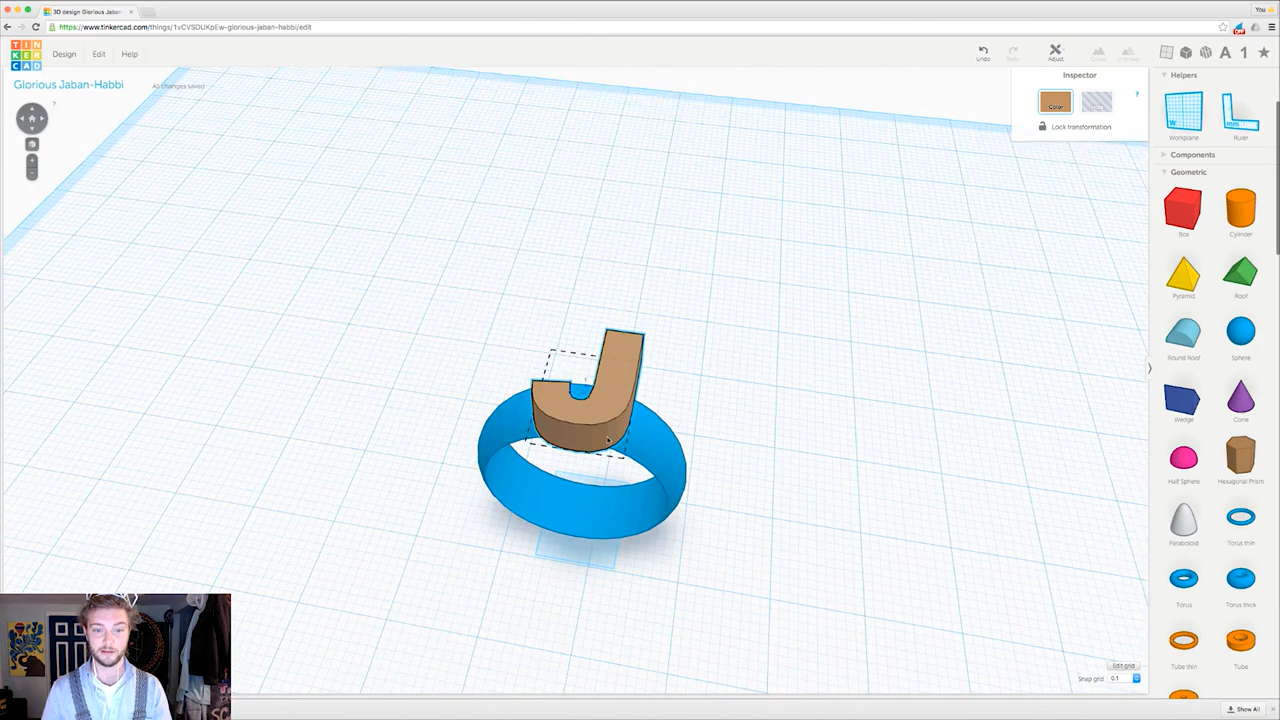 3D design Glorious Jaban-
You
https://www.tinkercad.com/things/1vCVSDUKpEw-glorious-jaban-habbi/edit
OFF
TIN
KER
CAD
Design
Edit
Help
Undo
Redo
Adjust
Group
Ungroup
Glorious Jaban-Habbi
All changes saved
?
Inspector
Color
Hole
?
Lock transformation
Helpers
Workplane
Ruler
Components
Geometric
Box
Cylinder
Pyramid
Roof
Round Roof
Sphere
Wedge
Cone
Half Sphere
Hexagonal Prism
Paraboloid
Torus thin
Torus
Torus thick
Tube thin
Tube
Edit grid
Snap grid
0.1
Show All